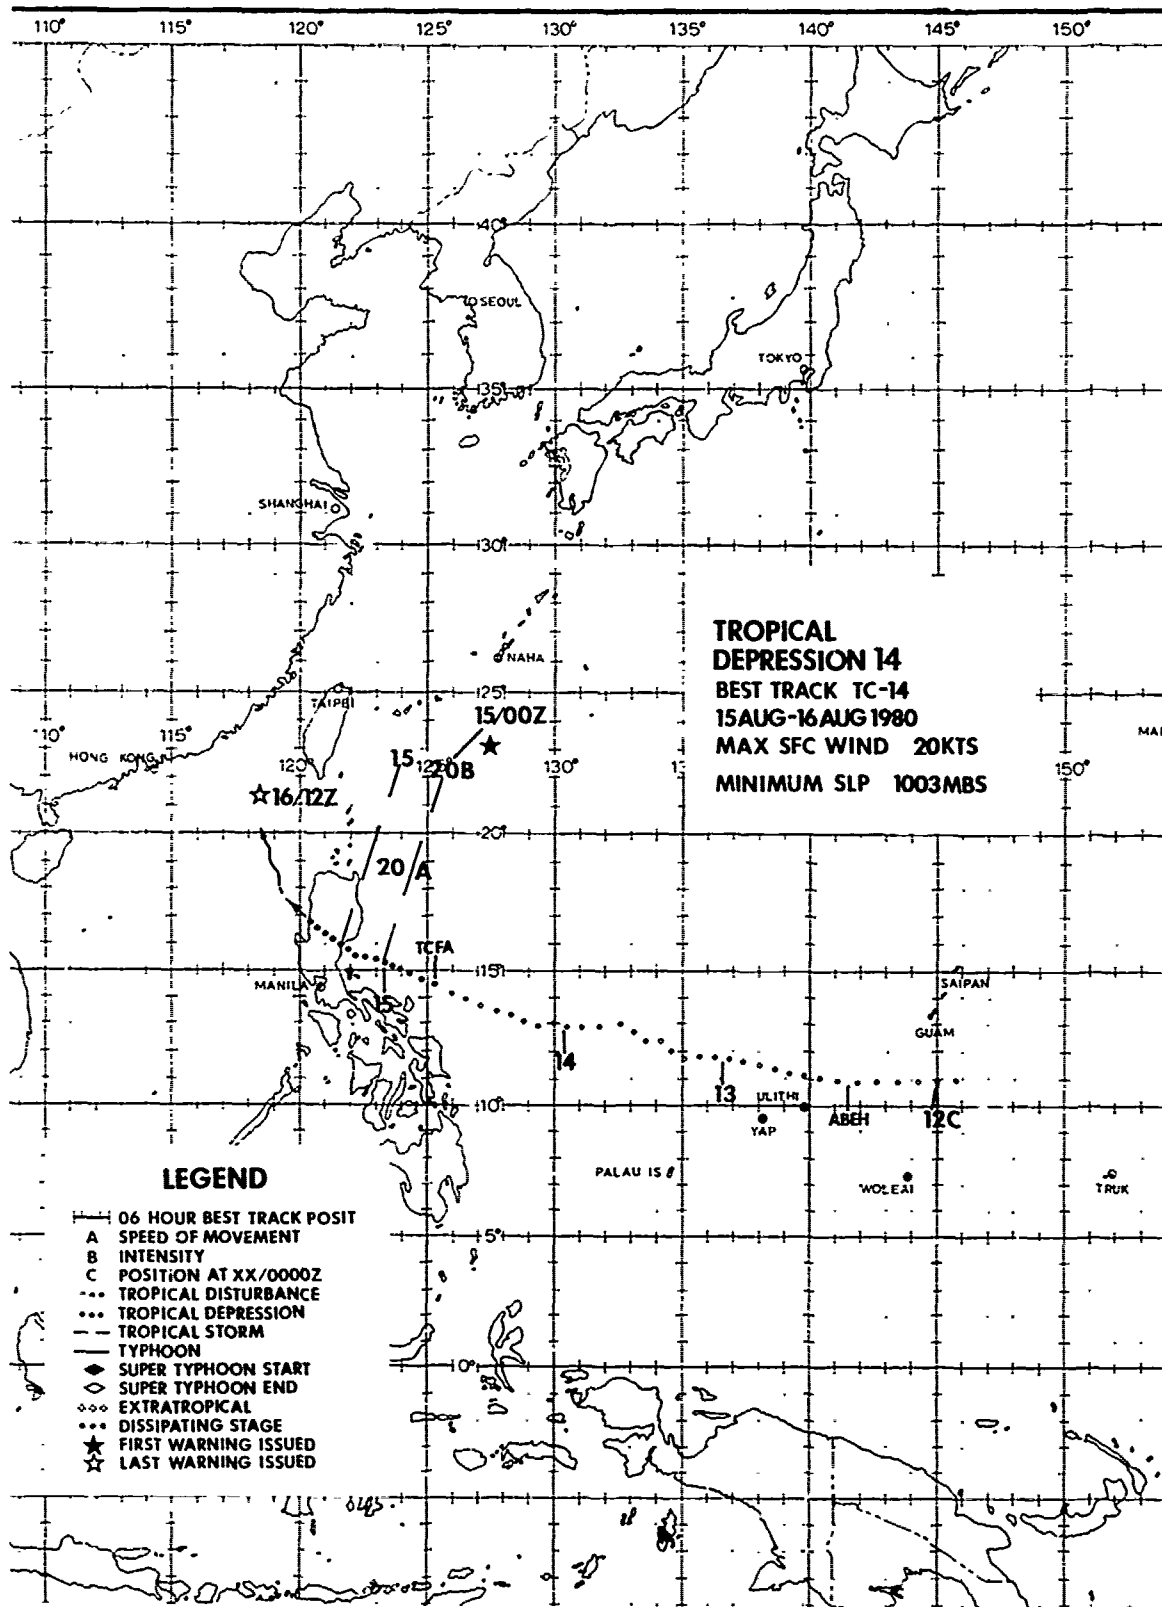 110° 115° 120° 125° 130° 135° 140° 145° 150°
40°
SEOUL
TOKYO
35°
SHANGHAI
30°
NAHA
TROPICAL
DEPRESSION 14
BEST TRACK TC-14
15AUG-16AUG 1980
MAX SFC WIND 20KTS
MINIMUM SLP 1003MBS
25°
TAIPEI
15/00Z
HONG KONG
110° 115° 120° 15 125° 20B 130° 150°
16/12Z
20°
20/A
TCFA
15°
MANILA
15
SAIPAN
GUAM
14
13
ULITHI
10°
YAP
ABEH
12C
PALAU IS
WOLEAI
TRUK
LEGEND
06 HOUR BEST TRACK POSIT
A SPEED OF MOVEMENT
B INTENSITY
C POSITION AT XX/0000Z
TROPICAL DISTURBANCE
TROPICAL DEPRESSION
TROPICAL STORM
TYPHOON
SUPER TYPHOON START
SUPER TYPHOON END
EXTRATROPICAL
DISSIPATING STAGE
FIRST WARNING ISSUED
LAST WARNING ISSUED
5°
0°